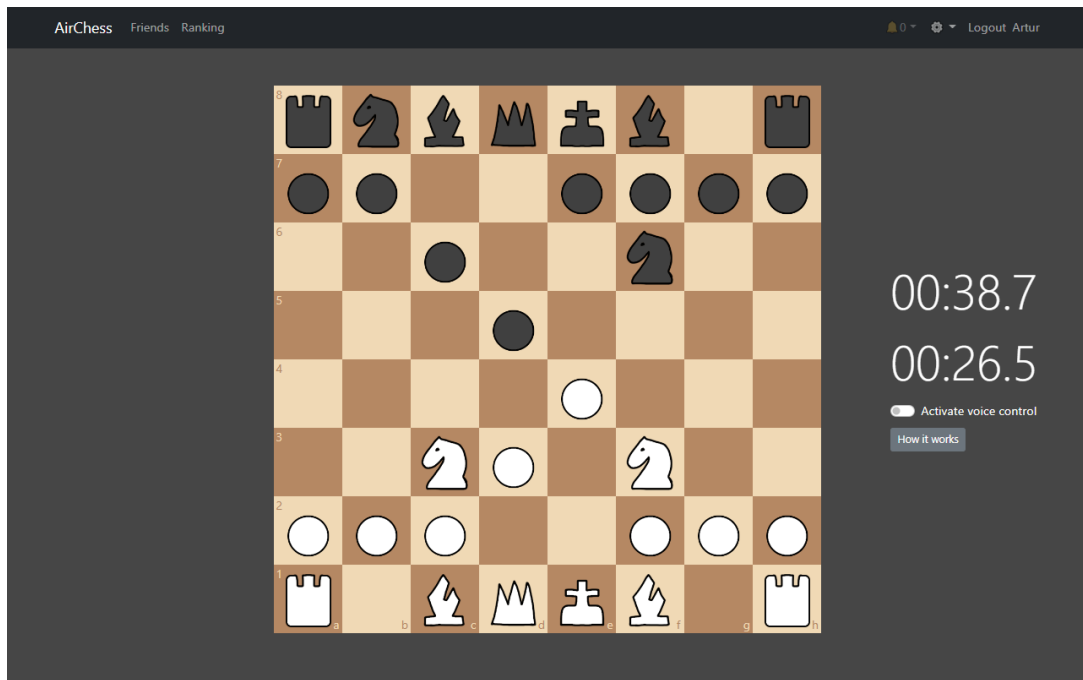 AirChess Friends Ranking 0 Logout Artur
8
7
6
5
4
3
2
1
a b c d e f g h
00:38.7
00:26.5
Activate voice control
How it works